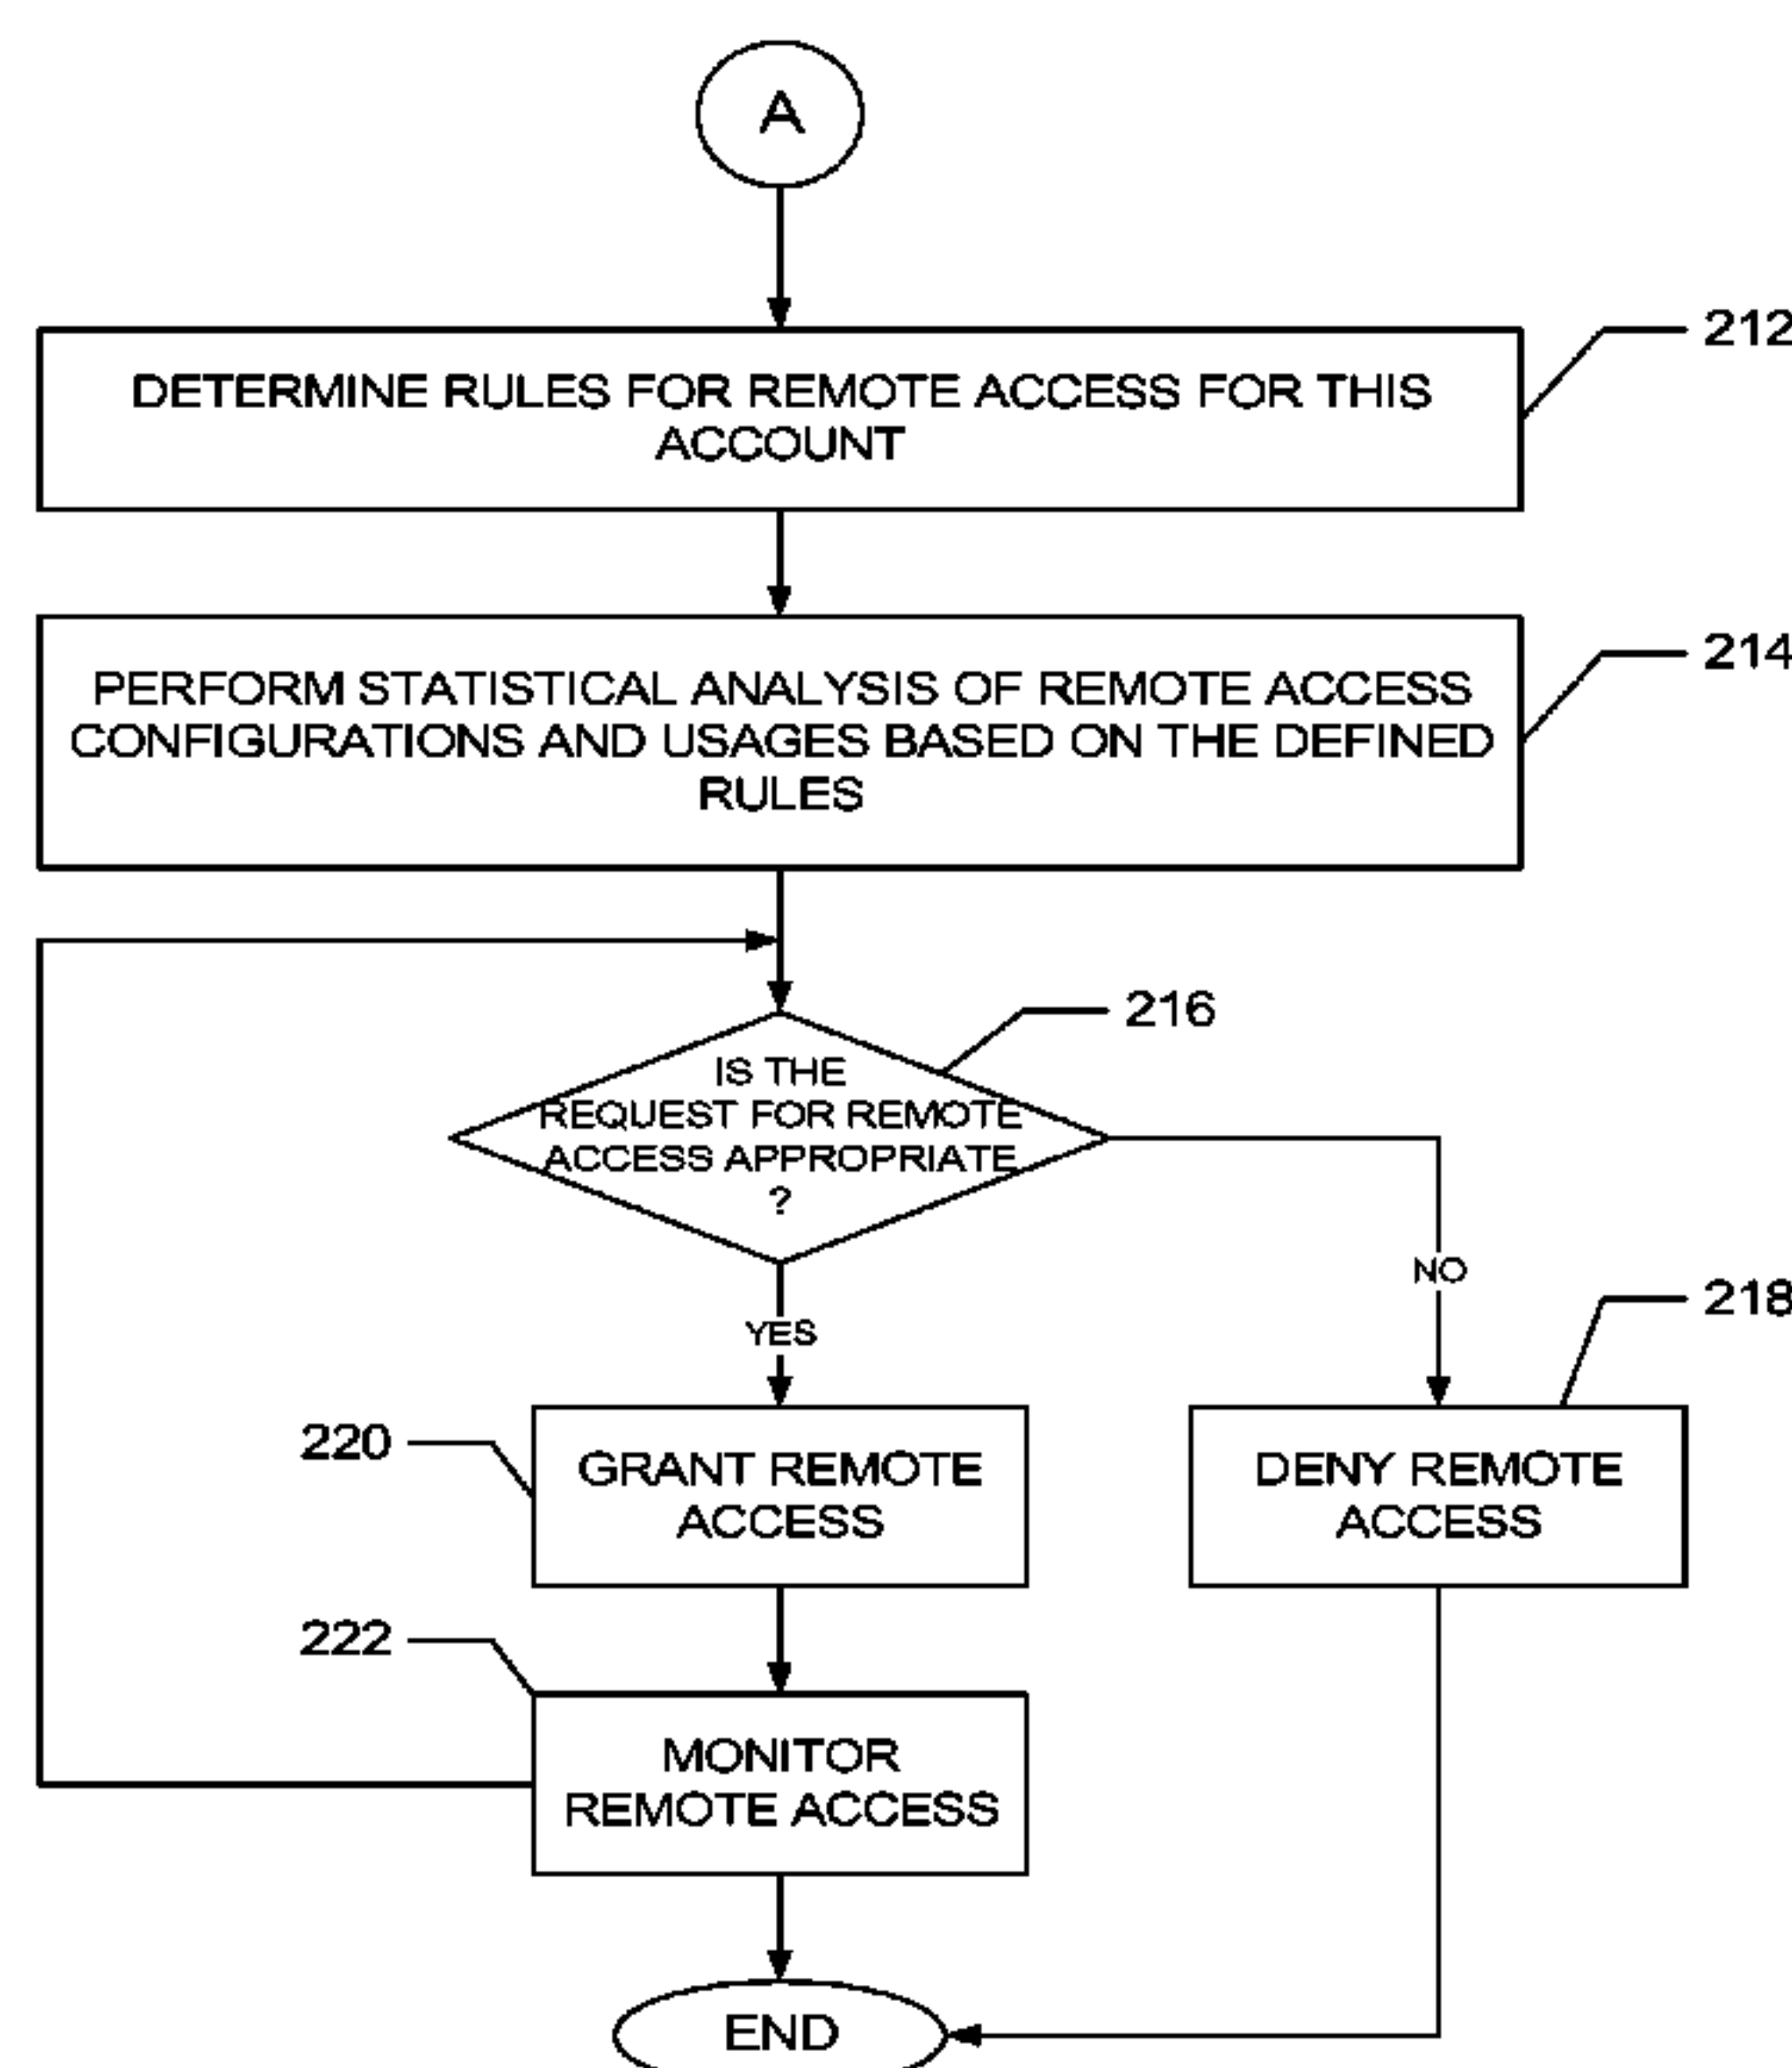 A
212
DETERMINE RULES FOR REMOTE ACCESS FOR THIS
ACCOUNT
214
PERFORM STATISTICAL ANALYSIS OF REMOTE ACCESS
CONFIGURATIONS AND USAGES BASED ON THE DEFINED
RULES
216
IS THE
REQUEST FOR REMOTE
ACCESS APPROPRIATE
?
NO
YES
218
220
GRANT REMOTE
ACCESS
DENY REMOTE
ACCESS
222
MONITOR
REMOTE ACCESS
END